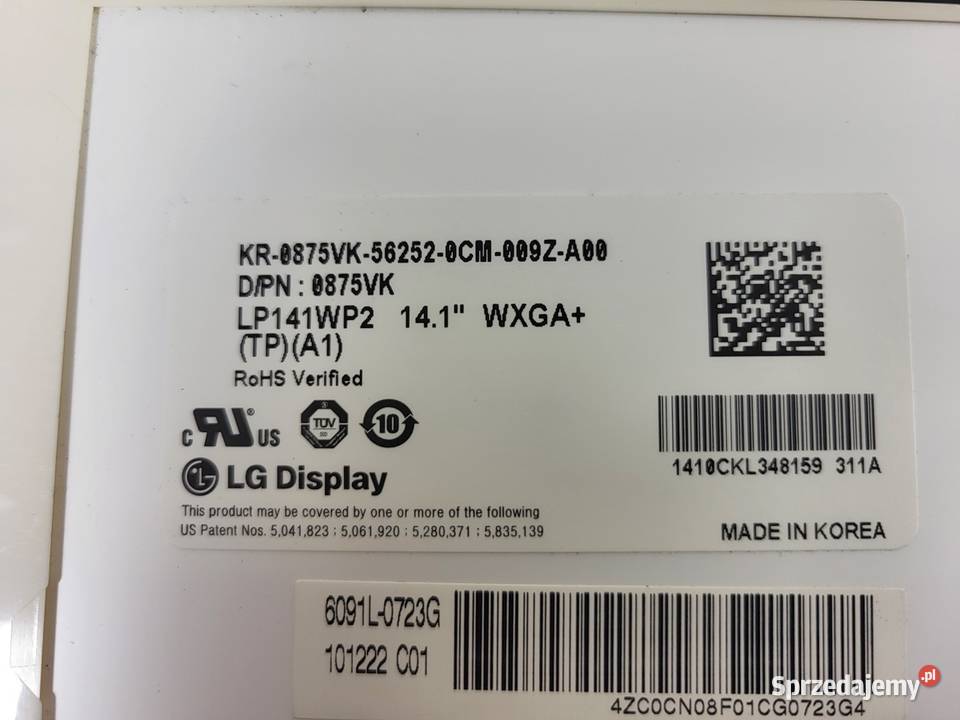 KR-0875VK-56252-0CM-009Z-A00
D/PN : 0875VK
LP141WP2 14.1" WXGA+
(TP)(A1)
RoHS Verified
c RU ® US
TÜV
10
LG Display
This product may be covered by one or more of the following
US Patent Nos. 5,041,823 ; 5,061,920 ; 5,280,371 ; 5,835,139
1410CKL348159 311A
MADE IN KOREA
6091L-0723G
101222 C01
4ZC0CN08F01CG0723G4
Sprzedajemy.pl